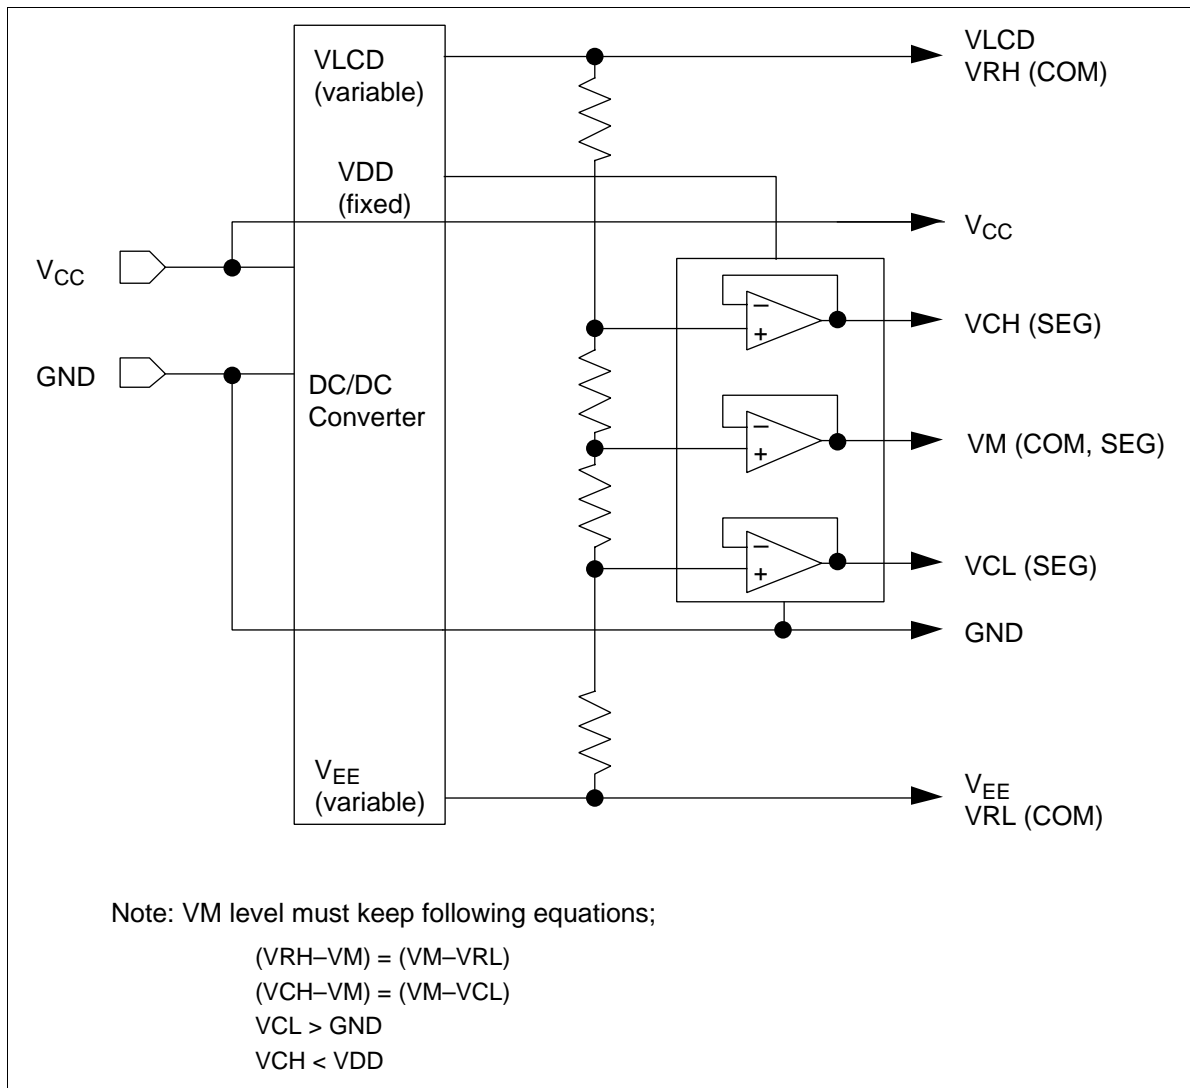 VLCD
(variable)
VLCD
VRH (COM)
VDD
(fixed)
VCC
VCC
VCH (SEG)
GND
DC/DC
Converter
VM (COM, SEG)
VCL (SEG)
GND
VEE
(variable)
VEE
VRL (COM)
−
+
−
+
−
+
Note: VM level must keep following equations;
(VRH–VM) = (VM–VRL)
(VCH–VM) = (VM–VCL)
VCL > GND
VCH < VDD